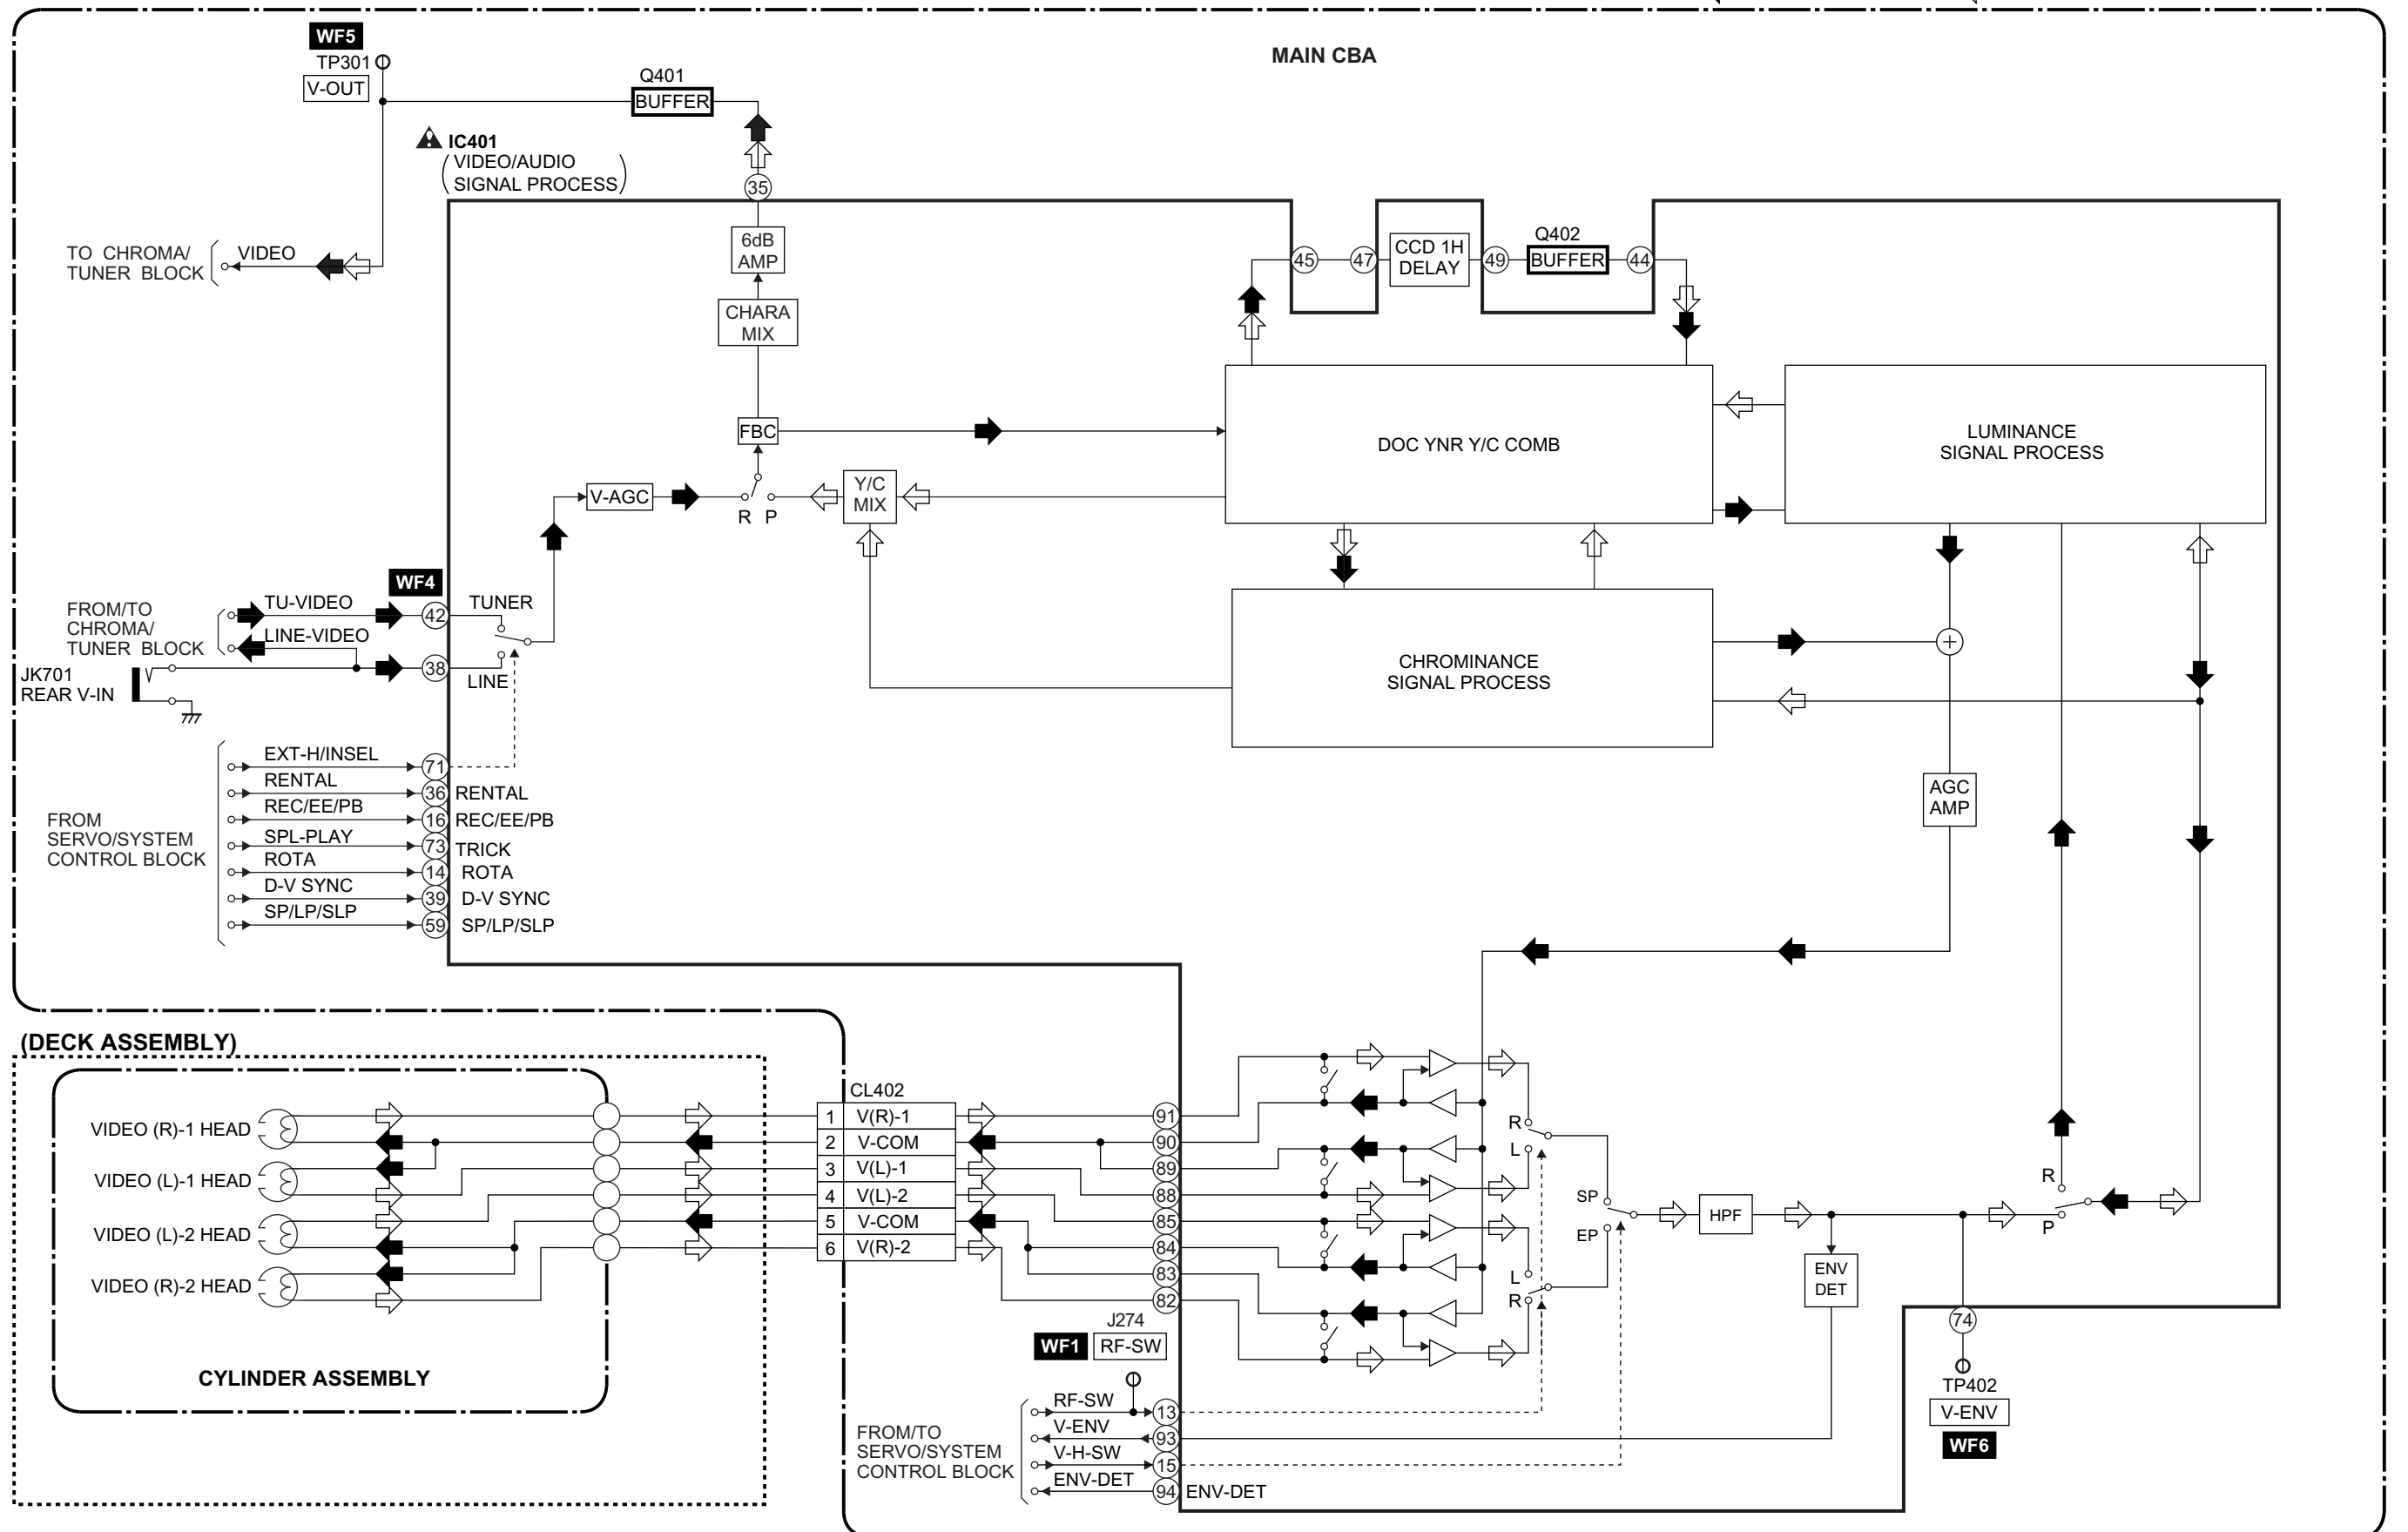 MAIN CBA
WF5
TP301
V-OUT
Q401
BUFFER
IC401
VIDEO/AUDIO
SIGNAL PROCESS
35
6dB
AMP
CHARA
MIX
FBC
TO CHROMA/
TUNER BLOCK
VIDEO
45
47
CCD 1H
DELAY
49
Q402
BUFFER
44
DOC YNR Y/C COMB
LUMINANCE
SIGNAL PROCESS
V-AGC
R P
Y/C
MIX
WF4
FROM/TO
CHROMA/
TUNER BLOCK
TU-VIDEO
LINE-VIDEO
42
TUNER
38
LINE
JK701
REAR V-IN
CHROMINANCE
SIGNAL PROCESS
+
AGC
AMP
FROM
SERVO/SYSTEM
CONTROL BLOCK
EXT-H/INSEL
71
RENTAL
36
RENTAL
REC/EE/PB
16
REC/EE/PB
SPL-PLAY
73
TRICK
ROTA
14
ROTA
D-V SYNC
39
D-V SYNC
SP/LP/SLP
59
SP/LP/SLP
(DECK ASSEMBLY)
VIDEO (R)-1 HEAD
VIDEO (L)-1 HEAD
VIDEO (L)-2 HEAD
VIDEO (R)-2 HEAD
CYLINDER ASSEMBLY
CL402
1 V(R)-1
2 V-COM
3 V(L)-1
4 V(L)-2
5 V-COM
6 V(R)-2
91
90
89
88
85
84
83
82
R
L
L
R
SP
EP
HPF
ENV
DET
R
P
J274
WF1
RF-SW
FROM/TO
SERVO/SYSTEM
CONTROL BLOCK
RF-SW
13
V-ENV
93
V-H-SW
15
ENV-DET
94
ENV-DET
74
TP402
V-ENV
WF6